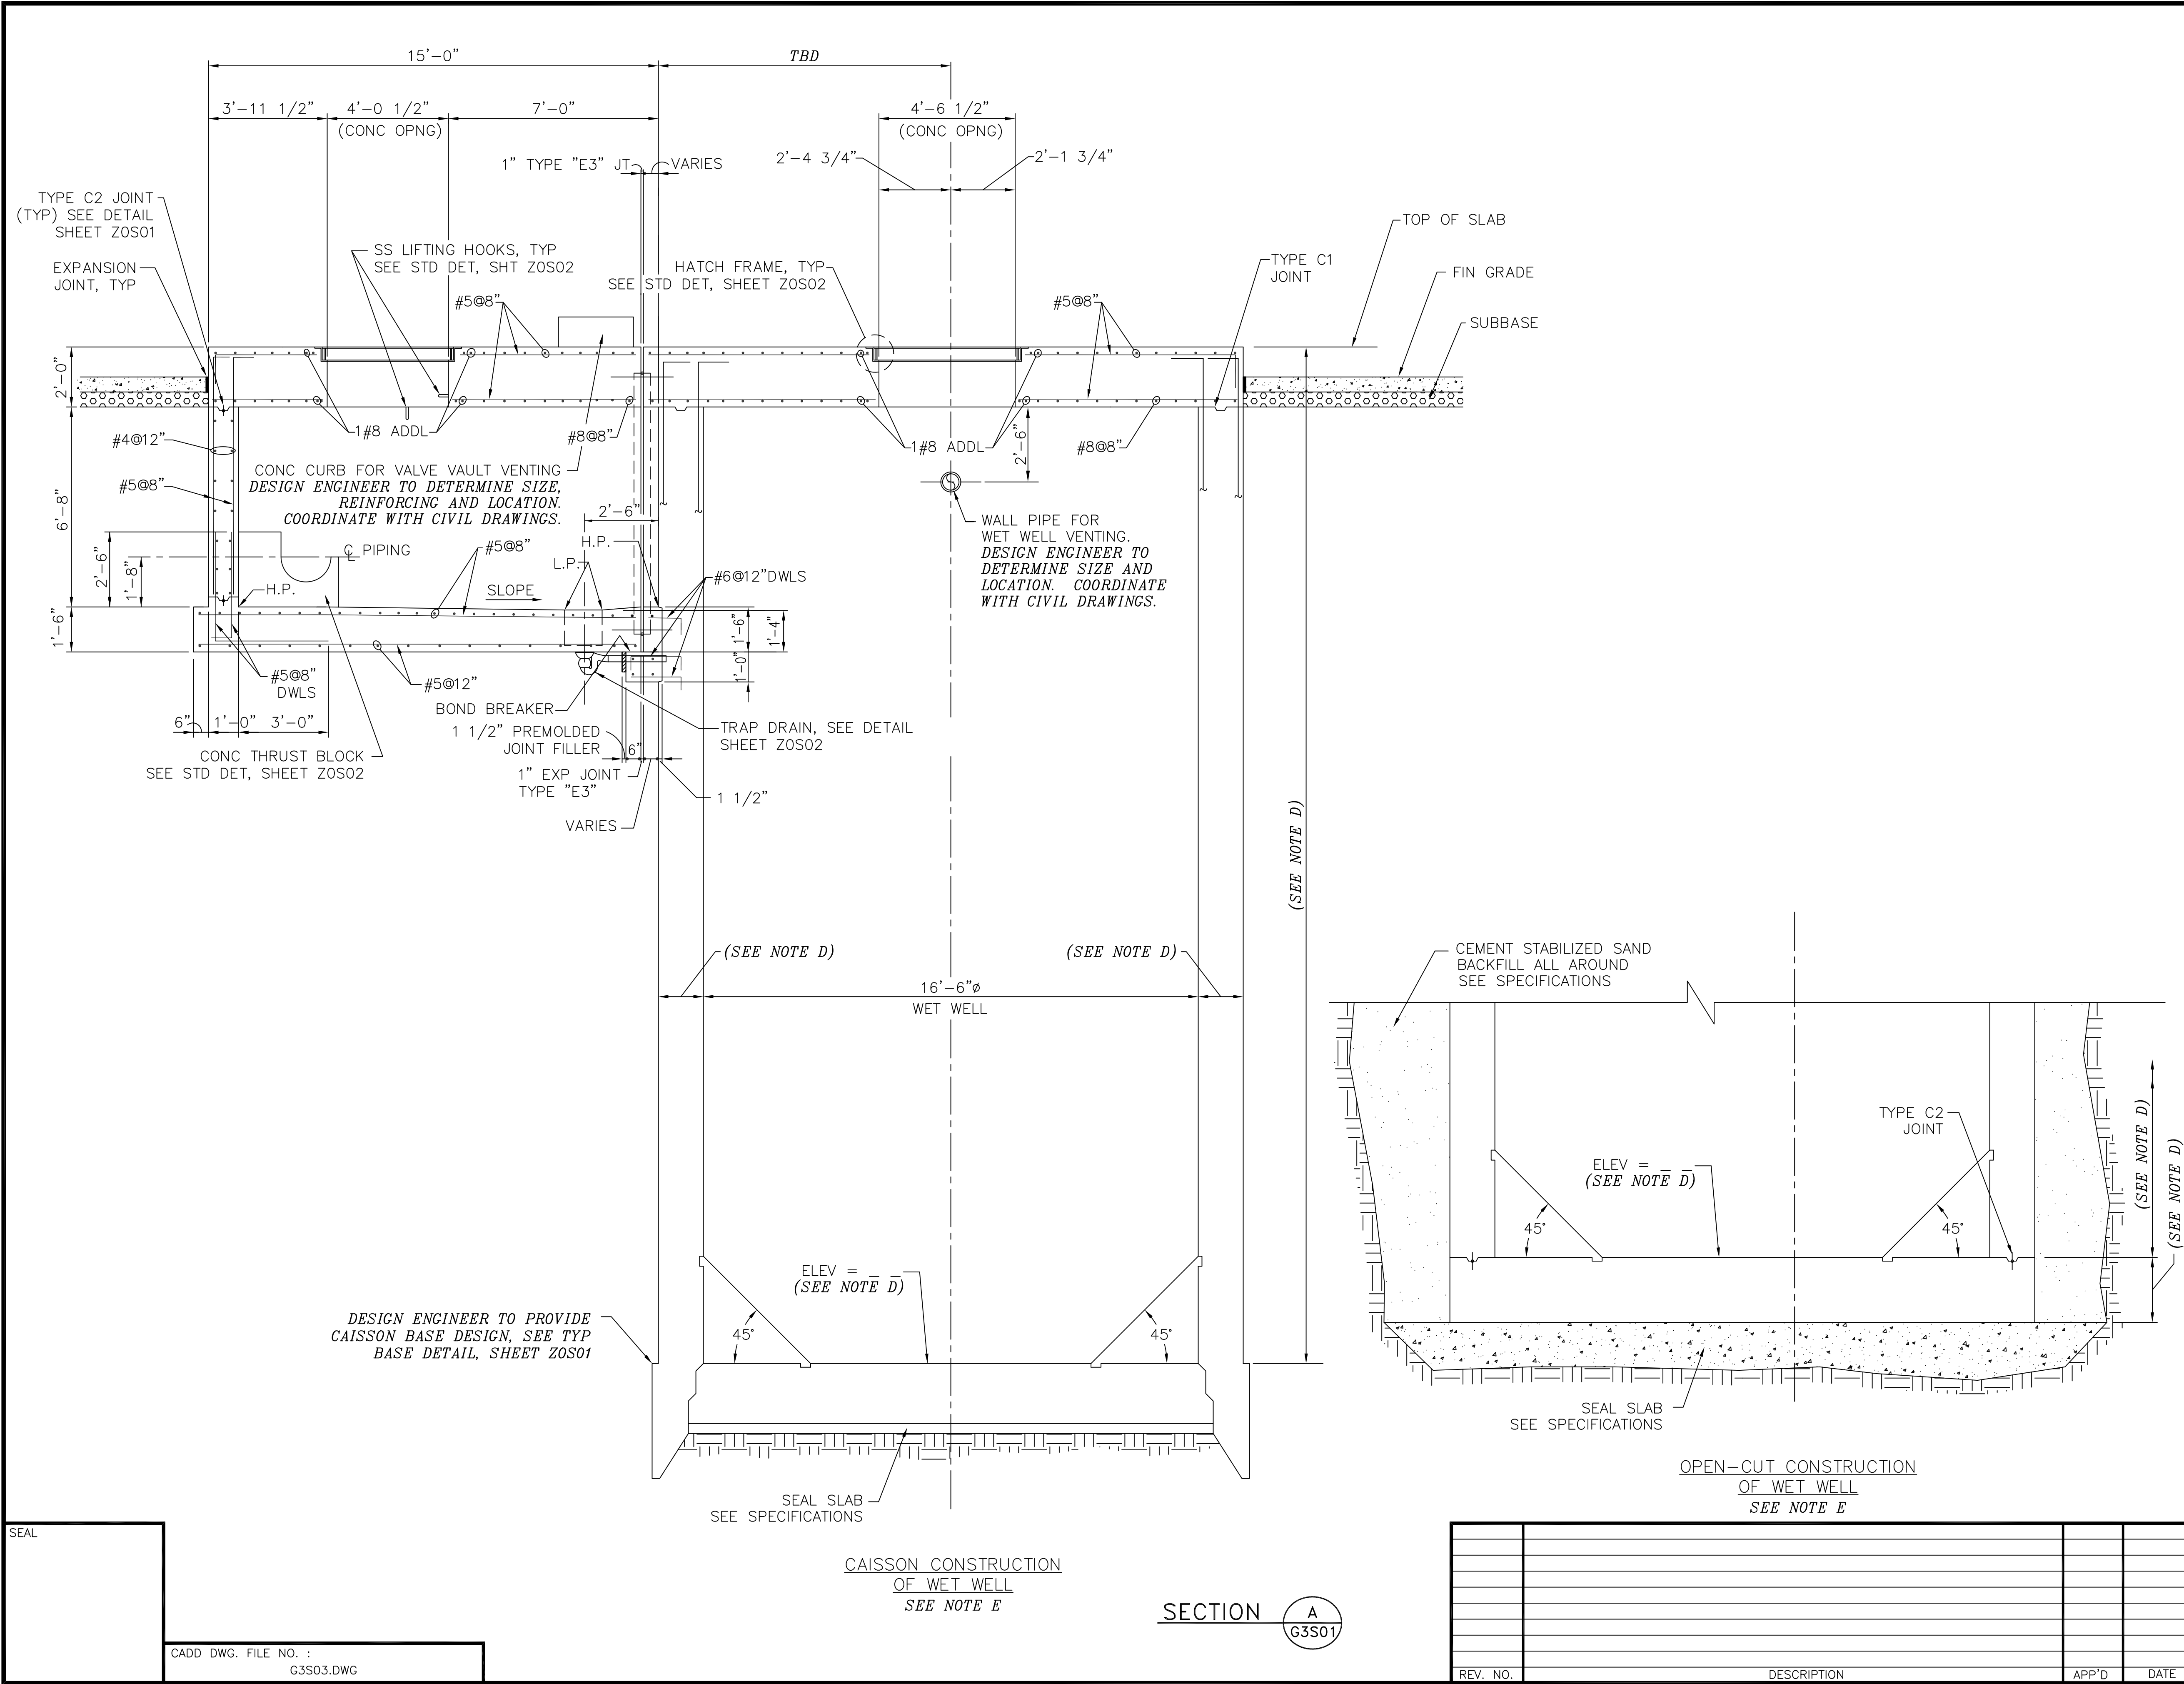 15'-0"
TBD
3'-11 1/2"
4'-0 1/2"
(CONC OPNG)
7'-0"
4'-6 1/2"
(CONC OPNG)
1" TYPE "E3" JT
VARIES
2'-4 3/4"
2'-1 3/4"
TYPE C2 JOINT
(TYP) SEE DETAIL
SHEET Z0S01
EXPANSION
JOINT, TYP
SS LIFTING HOOKS, TYP
SEE STD DET, SHT Z0S02
#5@8"
HATCH FRAME, TYP
SEE STD DET, SHEET Z0S02
#5@8"
TYPE C1
JOINT
TOP OF SLAB
FIN GRADE
SUBBASE
2'-0"
#4@12"
#5@8"
1#8 ADDL
#8@8"
1#8 ADDL
2'-6"
#8@8"
6'-8"
CONC CURB FOR VALVE VAULT VENTING
DESIGN ENGINEER TO DETERMINE SIZE,
REINFORCING AND LOCATION.
COORDINATE WITH CIVIL DRAWINGS.
2'-6"
WALL PIPE FOR
WET WELL VENTING.
DESIGN ENGINEER TO
DETERMINE SIZE AND
LOCATION. COORDINATE
WITH CIVIL DRAWINGS.
2'-6"
1'-8"
℄ PIPING
#5@8"
H.P.
L.P.
#6@12"DWLS
H.P.
SLOPE
1'-6"
1'-6"
1'-4"
1'-0"
#5@8"
DWLS
#5@12"
BOND BREAKER
6"
1'-0"
3'-0"
1 1/2" PREMOLDED
JOINT FILLER
6"
TRAP DRAIN, SEE DETAIL
SHEET Z0S02
CONC THRUST BLOCK
SEE STD DET, SHEET Z0S02
1" EXP JOINT
TYPE "E3"
1 1/2"
VARIES
(SEE NOTE D)
(SEE NOTE D)
(SEE NOTE D)
16'-6"ø
WET WELL
CEMENT STABILIZED SAND
BACKFILL ALL AROUND
SEE SPECIFICATIONS
TYPE C2
JOINT
(SEE NOTE D)
(SEE NOTE D)
ELEV = _ _
(SEE NOTE D)
45°
45°
ELEV = _ _
(SEE NOTE D)
45°
45°
DESIGN ENGINEER TO PROVIDE
CAISSON BASE DESIGN, SEE TYP
BASE DETAIL, SHEET Z0S01
SEAL SLAB
SEE SPECIFICATIONS
SEAL SLAB
SEE SPECIFICATIONS
OPEN-CUT CONSTRUCTION
OF WET WELL
SEE NOTE E
CAISSON CONSTRUCTION
OF WET WELL
SEE NOTE E
SECTION
A
G3S01
SEAL
CADD DWG. FILE NO. :
G3S03.DWG
REV. NO.
DESCRIPTION
APP'D
DATE